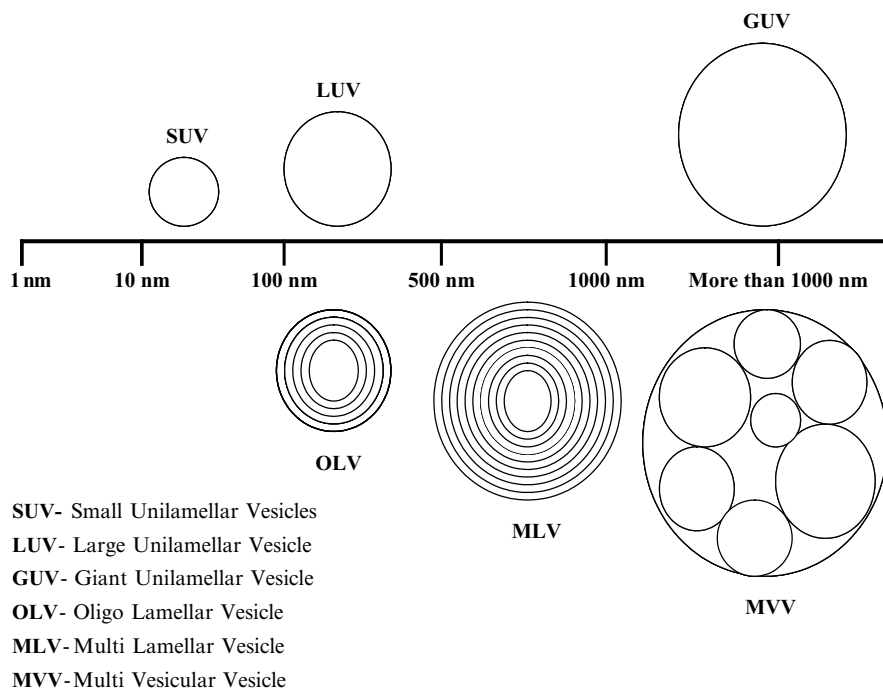 GUV
LUV
SUV
1 nm 10 nm 100 nm 500 nm 1000 nm More than 1000 nm
OLV
MLV
MVV
SUV- Small Unilamellar Vesicles
LUV- Large Unilamellar Vesicle
GUV- Giant Unilamellar Vesicle
OLV- Oligo Lamellar Vesicle
MLV- Multi Lamellar Vesicle
MVV- Multi Vesicular Vesicle